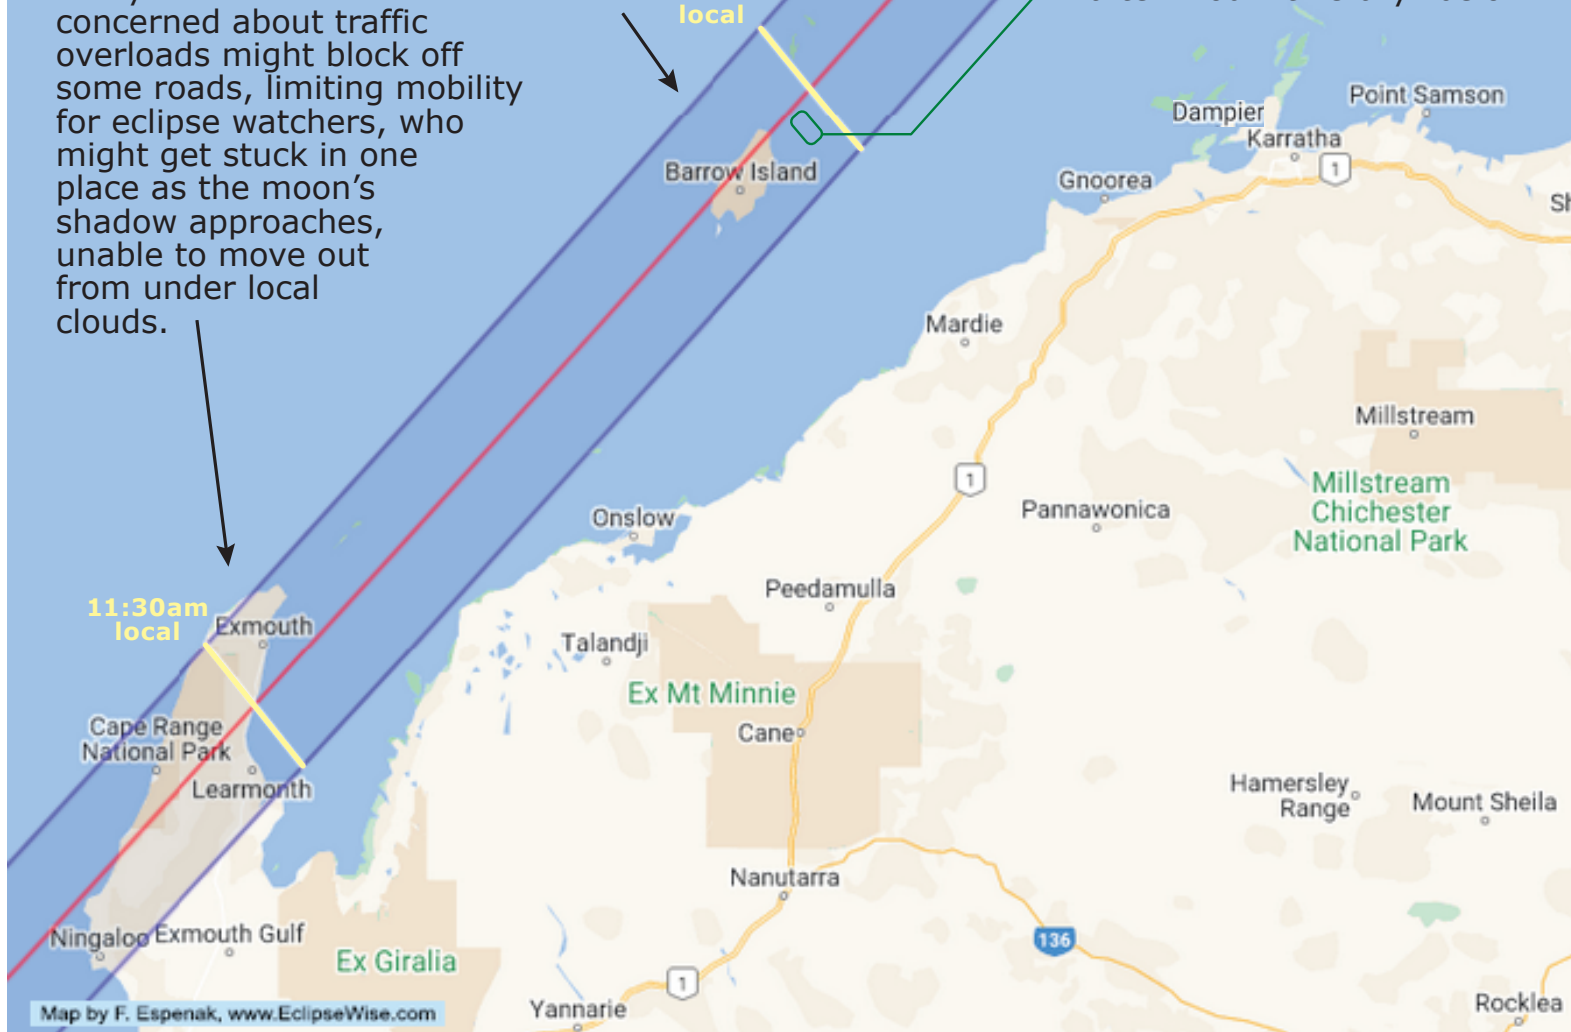 concerned about traffic
overloads might block off
some roads, limiting mobility
for eclipse watchers, who
might get stuck in one
place as the moon’s
shadow approaches,
unable to move out
from under local
clouds.
local
Dampier
Point Samson
Karratha
1
Barrow Island
Gnoorea
Mardie
Millstream
1
Millstream
Chichester
National Park
Pannawonica
Onslow
Peedamulla
11:30am
local
Exmouth
Talandji
Ex Mt Minnie
Cane
Cape Range
National Park
Learmonth
Hamersley
Range
Mount Sheila
Nanutarra
Ningaloo
Exmouth Gulf
136
Ex Giralia
1
Yannarie
Rocklea
Map by F. Espenak, www.EclipseWise.com